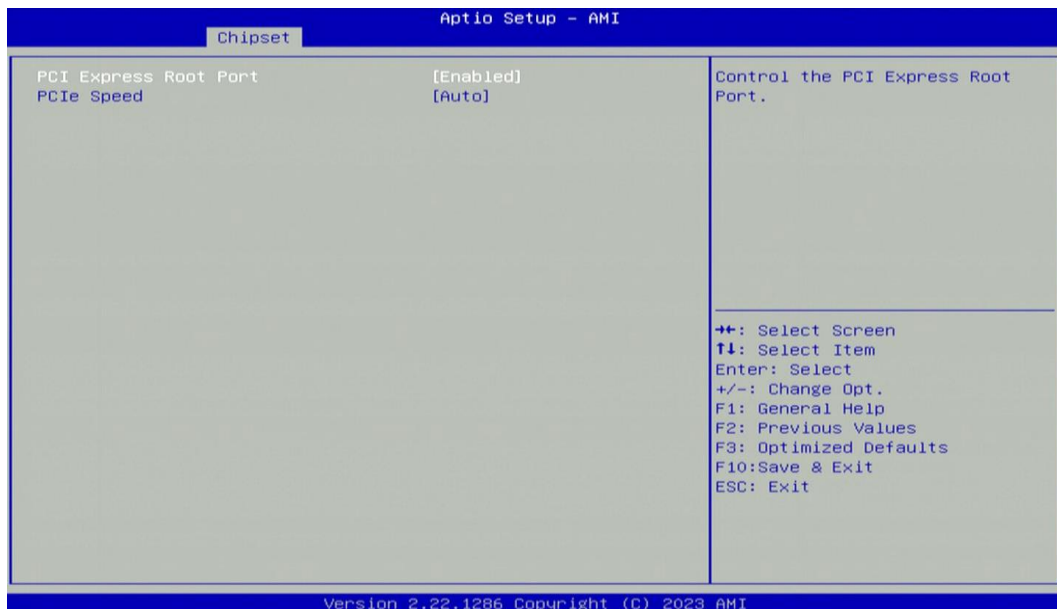 Aptio Setup – AMI
Chipset
PCI Express Root Port [Enabled]
PCIe Speed [Auto]
Control the PCI Express Root
Port.
→←: Select Screen
↑↓: Select Item
Enter: Select
+/-: Change Opt.
F1: General Help
F2: Previous Values
F3: Optimized Defaults
F10:Save & Exit
ESC: Exit
Version 2.22.1286 Copyright (C) 2023 AMI